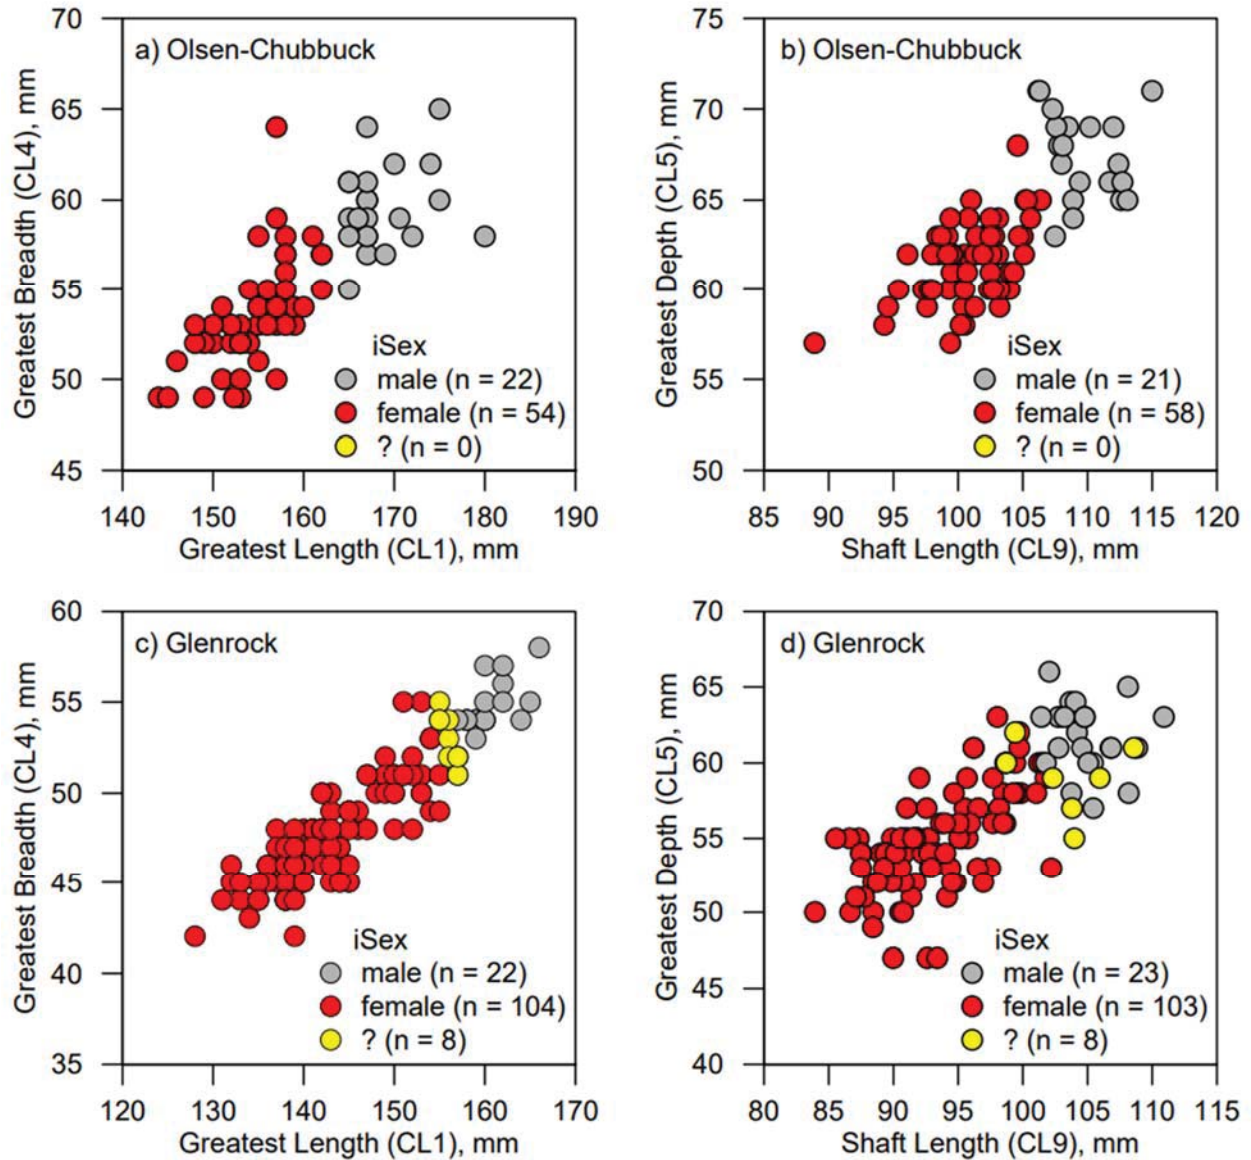 a) Olsen-Chubbuck
70
65
60
55
50
45
Greatest Breadth (CL4), mm
iSex
male (n = 22)
female (n = 54)
? (n = 0)
140 150 160 170 180 190
Greatest Length (CL1), mm
b) Olsen-Chubbuck
75
70
65
60
55
50
Greatest Depth (CL5), mm
iSex
male (n = 21)
female (n = 58)
? (n = 0)
85 90 95 100 105 110 115 120
Shaft Length (CL9), mm
c) Glenrock
60
55
50
45
40
35
Greatest Breadth (CL4), mm
iSex
male (n = 22)
female (n = 104)
? (n = 8)
120 130 140 150 160 170
Greatest Length (CL1), mm
d) Glenrock
70
65
60
55
50
45
40
Greatest Depth (CL5), mm
iSex
male (n = 23)
female (n = 103)
? (n = 8)
80 85 90 95 100 105 110 115
Shaft Length (CL9), mm